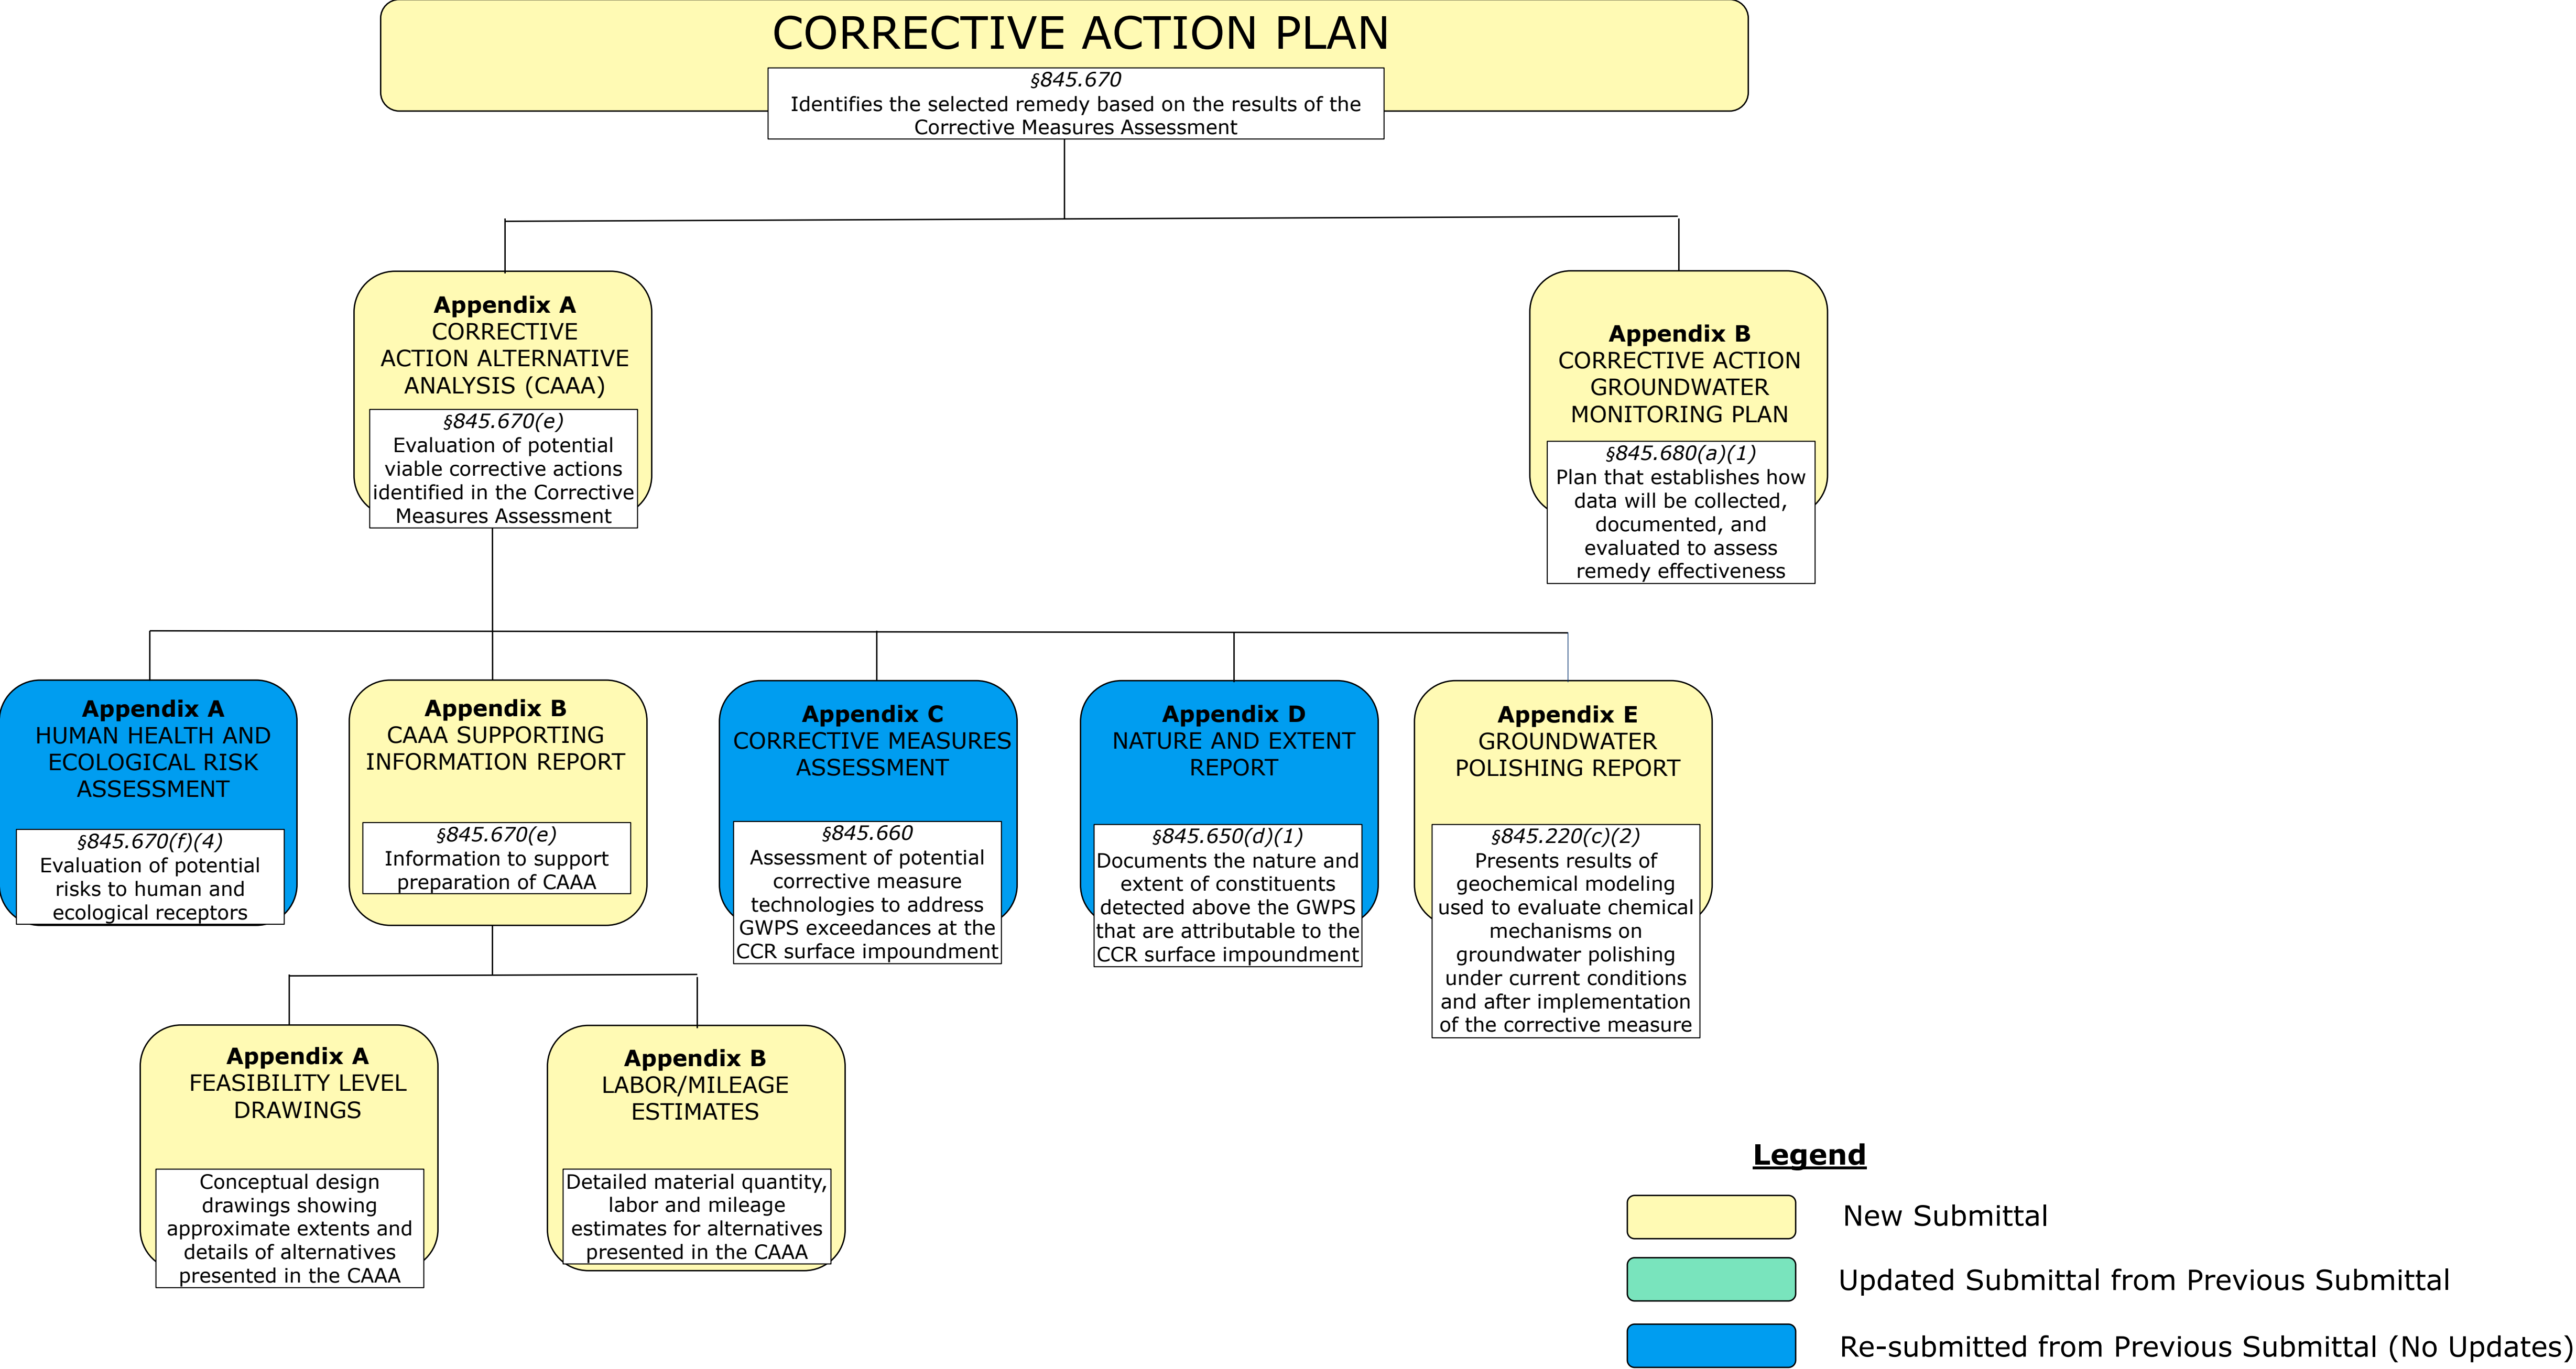 CORRECTIVE ACTION PLAN
§845.670
Identifies the selected remedy based on the results of the
Corrective Measures Assessment
Appendix A
CORRECTIVE
ACTION ALTERNATIVE
ANALYSIS (CAAA)
§845.670(e)
Evaluation of potential
viable corrective actions
identified in the Corrective
Measures Assessment
Appendix B
CORRECTIVE ACTION
GROUNDWATER
MONITORING PLAN
§845.680(a)(1)
Plan that establishes how
data will be collected,
documented, and
evaluated to assess
remedy effectiveness
Appendix A
HUMAN HEALTH AND
ECOLOGICAL RISK
ASSESSMENT
§845.670(f)(4)
Evaluation of potential
risks to human and
ecological receptors
Appendix B
CAAA SUPPORTING
INFORMATION REPORT
§845.670(e)
Information to support
preparation of CAAA
Appendix C
CORRECTIVE MEASURES
ASSESSMENT
§845.660
Assessment of potential
corrective measure
technologies to address
GWPS exceedances at the
CCR surface impoundment
Appendix D
NATURE AND EXTENT
REPORT
§845.650(d)(1)
Documents the nature and
extent of constituents
detected above the GWPS
that are attributable to the
CCR surface impoundment
Appendix E
GROUNDWATER
POLISHING REPORT
§845.220(c)(2)
Presents results of
geochemical modeling
used to evaluate chemical
mechanisms on
groundwater polishing
under current conditions
and after implementation
of the corrective measure
Appendix A
FEASIBILITY LEVEL
DRAWINGS
Conceptual design
drawings showing
approximate extents and
details of alternatives
presented in the CAAA
Appendix B
LABOR/MILEAGE
ESTIMATES
Detailed material quantity,
labor and mileage
estimates for alternatives
presented in the CAAA
Legend
New Submittal
Updated Submittal from Previous Submittal
Re-submitted from Previous Submittal (No Updates)